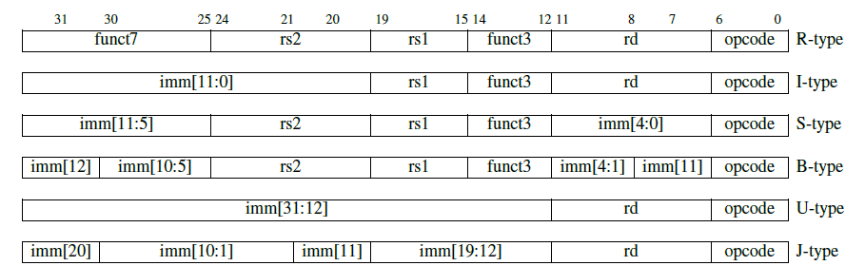 31 30 25 24 21 20 19 15 14 12 11 8 7 6 0
funct7 rs2 rs1 funct3 rd opcode R-type
imm[11:0] rs1 funct3 rd opcode I-type
imm[11:5] rs2 rs1 funct3 imm[4:0] opcode S-type
imm[12] imm[10:5] rs2 rs1 funct3 imm[4:1] imm[11] opcode B-type
imm[31:12] rd opcode U-type
imm[20] imm[10:1] imm[11] imm[19:12] rd opcode J-type